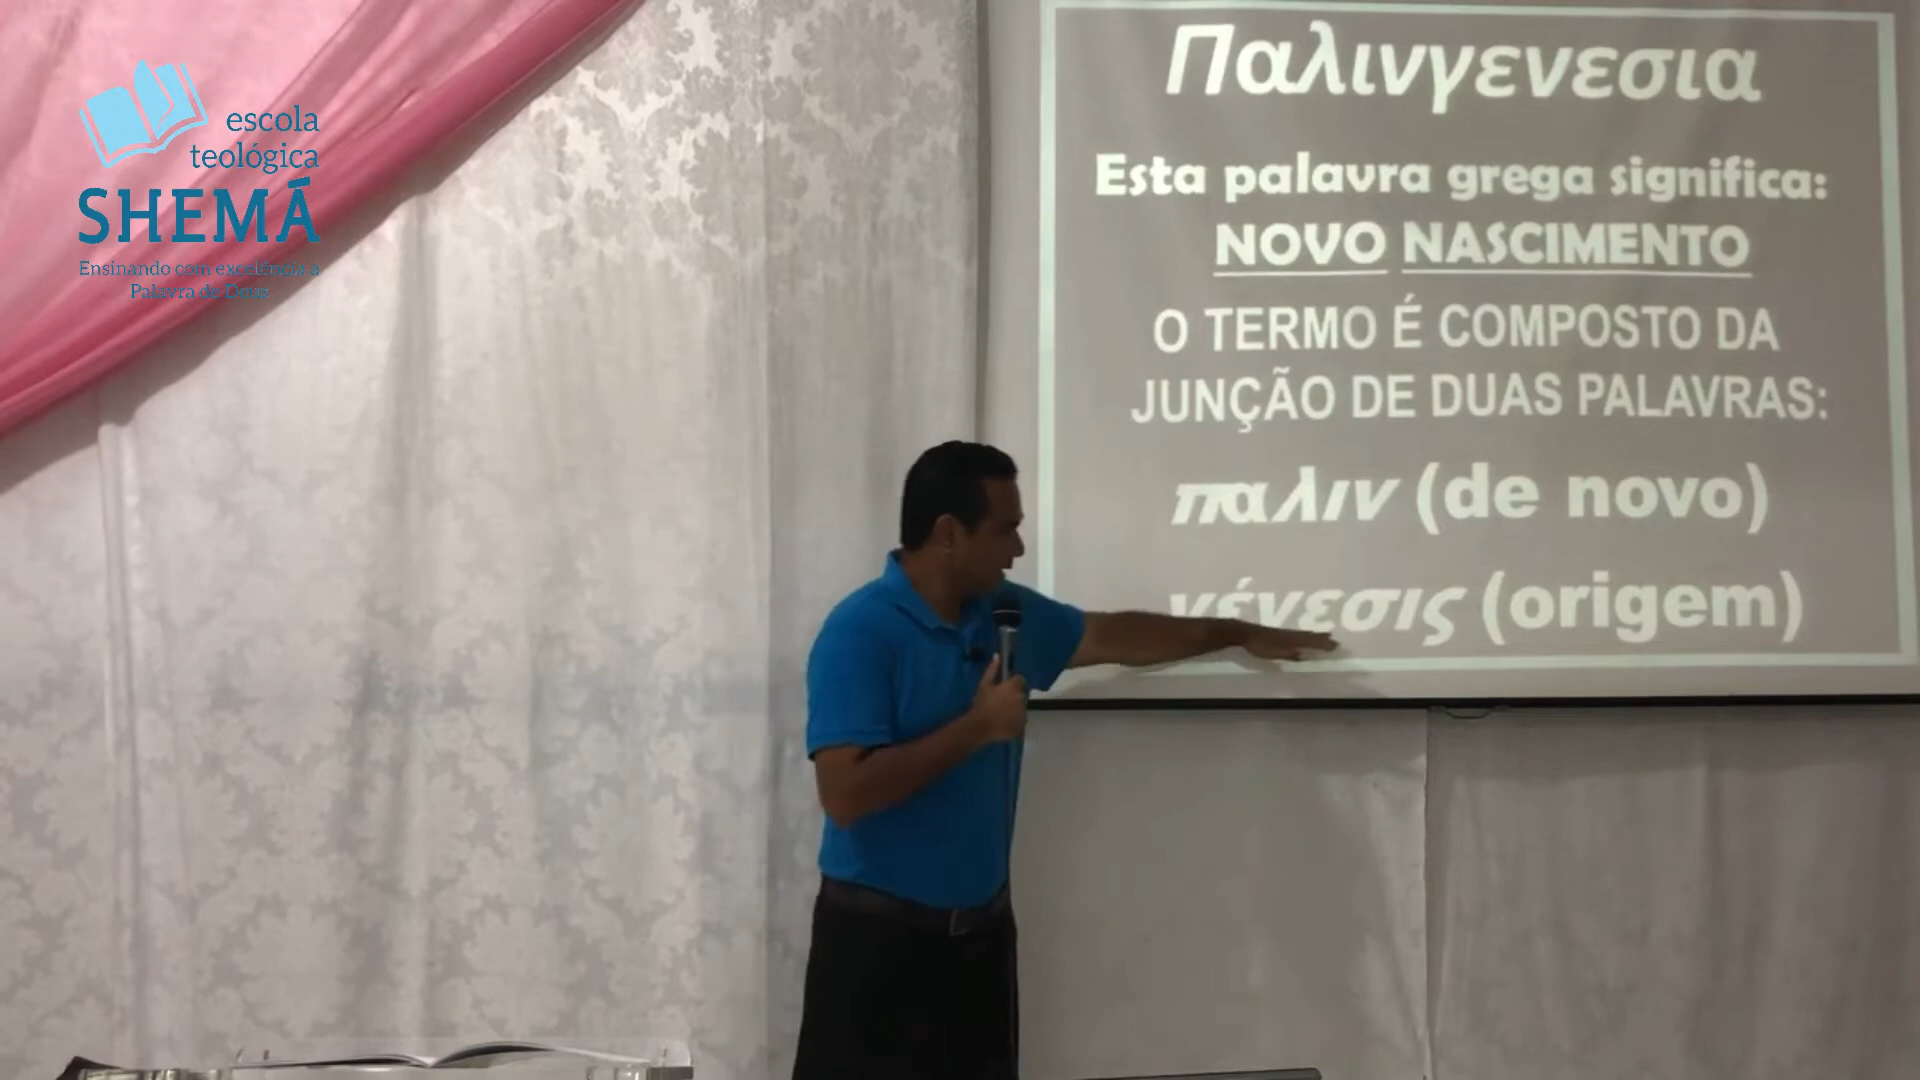 escola
teológica
SHEMÁ
Ensinando com excelência a
Palavra de Deus
Παλινγενεσια
Esta palavra grega significa:
NOVO NASCIMENTO
O TERMO É COMPOSTO DA
JUNÇÃO DE DUAS PALAVRAS:
παλιν (de novo)
γένεσις (origem)